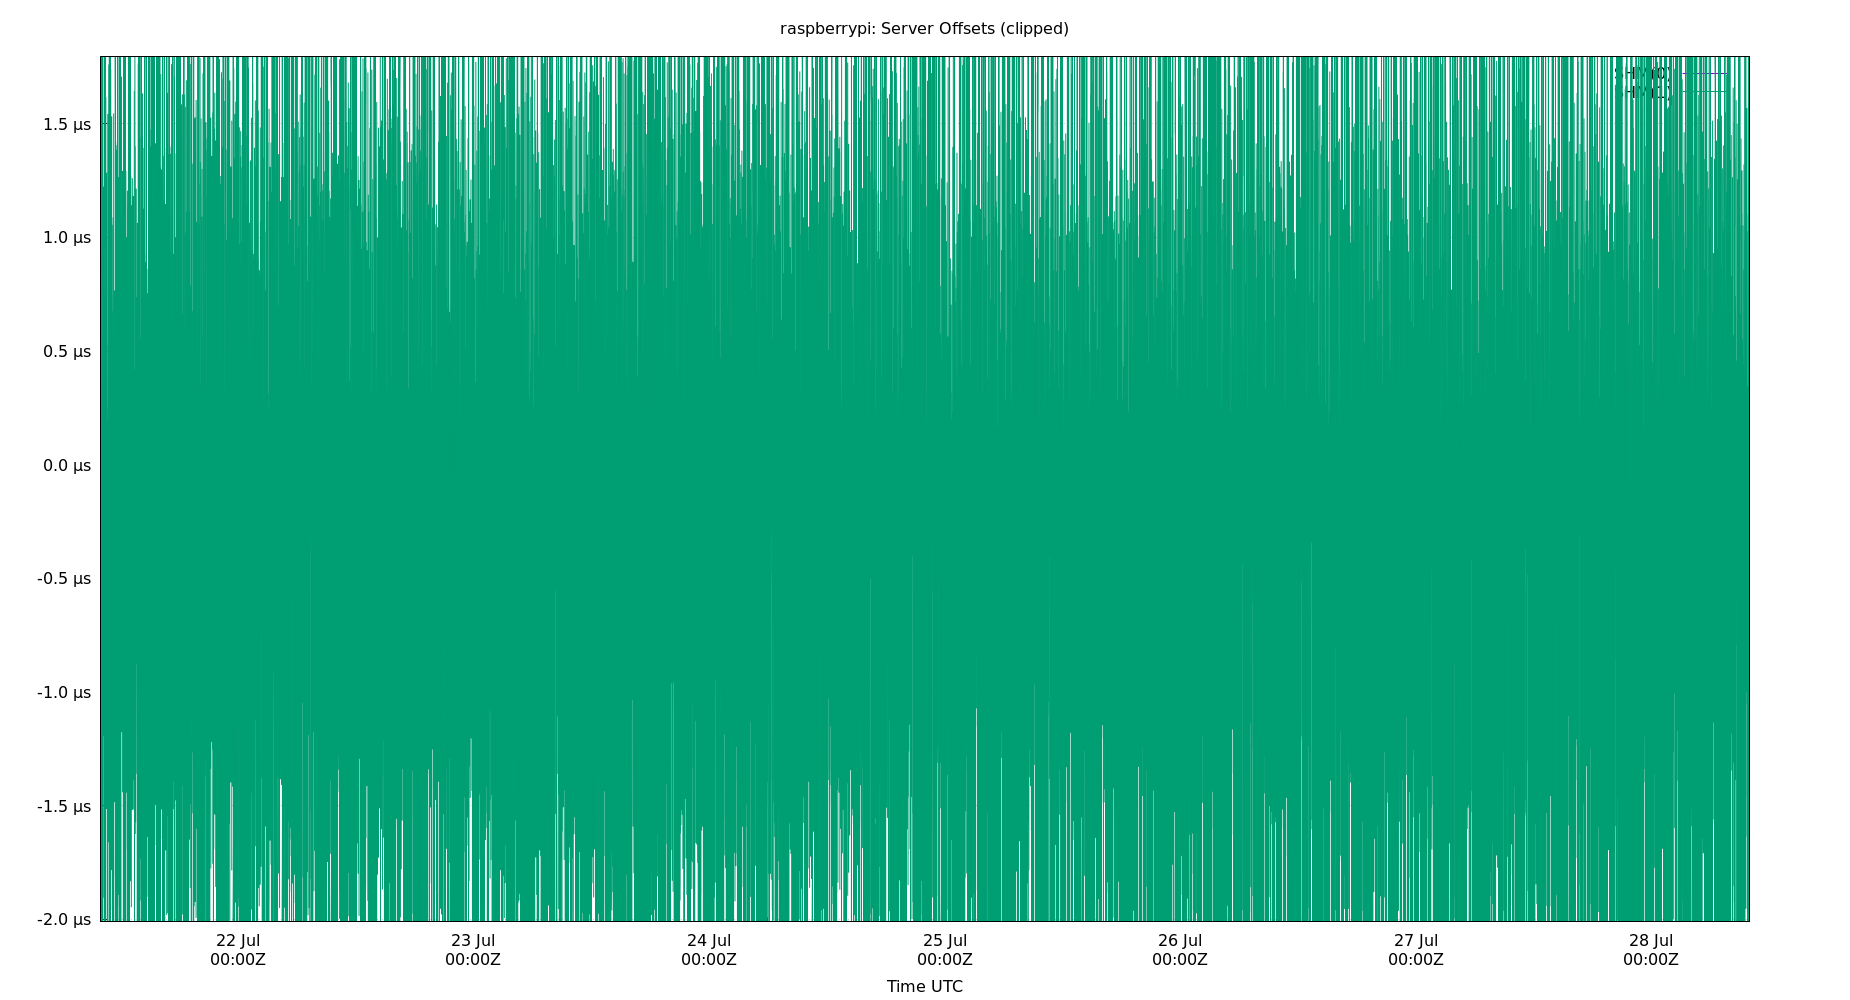 raspberrypi: Server Offsets (clipped)
1.5 µs
1.0 µs
0.5 µs
0.0 µs
-0.5 µs
-1.0 µs
-1.5 µs
-2.0 µs
22 Jul
00:00Z
23 Jul
00:00Z
24 Jul
00:00Z
25 Jul
00:00Z
26 Jul
00:00Z
27 Jul
00:00Z
28 Jul
00:00Z
Time UTC